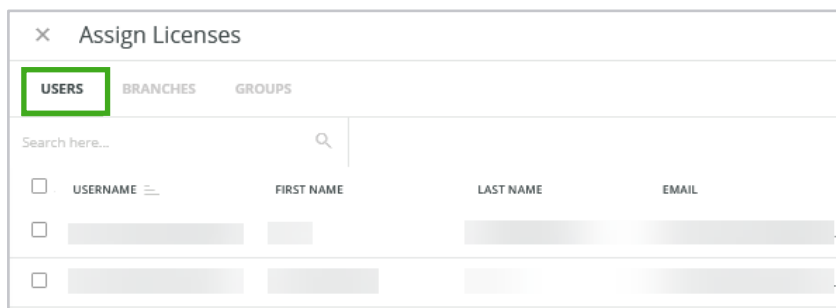 × Assign Licenses
USERS BRANCHES GROUPS
Search here...
USERNAME FIRST NAME LAST NAME EMAIL